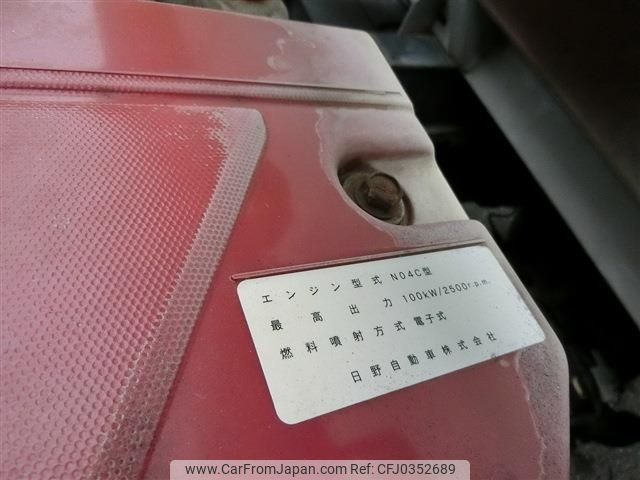 エンジン型式 N04C型
最高出力 100kW/2500r.p.m.
燃料噴射方式 電子式
日野自動車株式会社
www.CarFromJapan.com - CFJ0352689